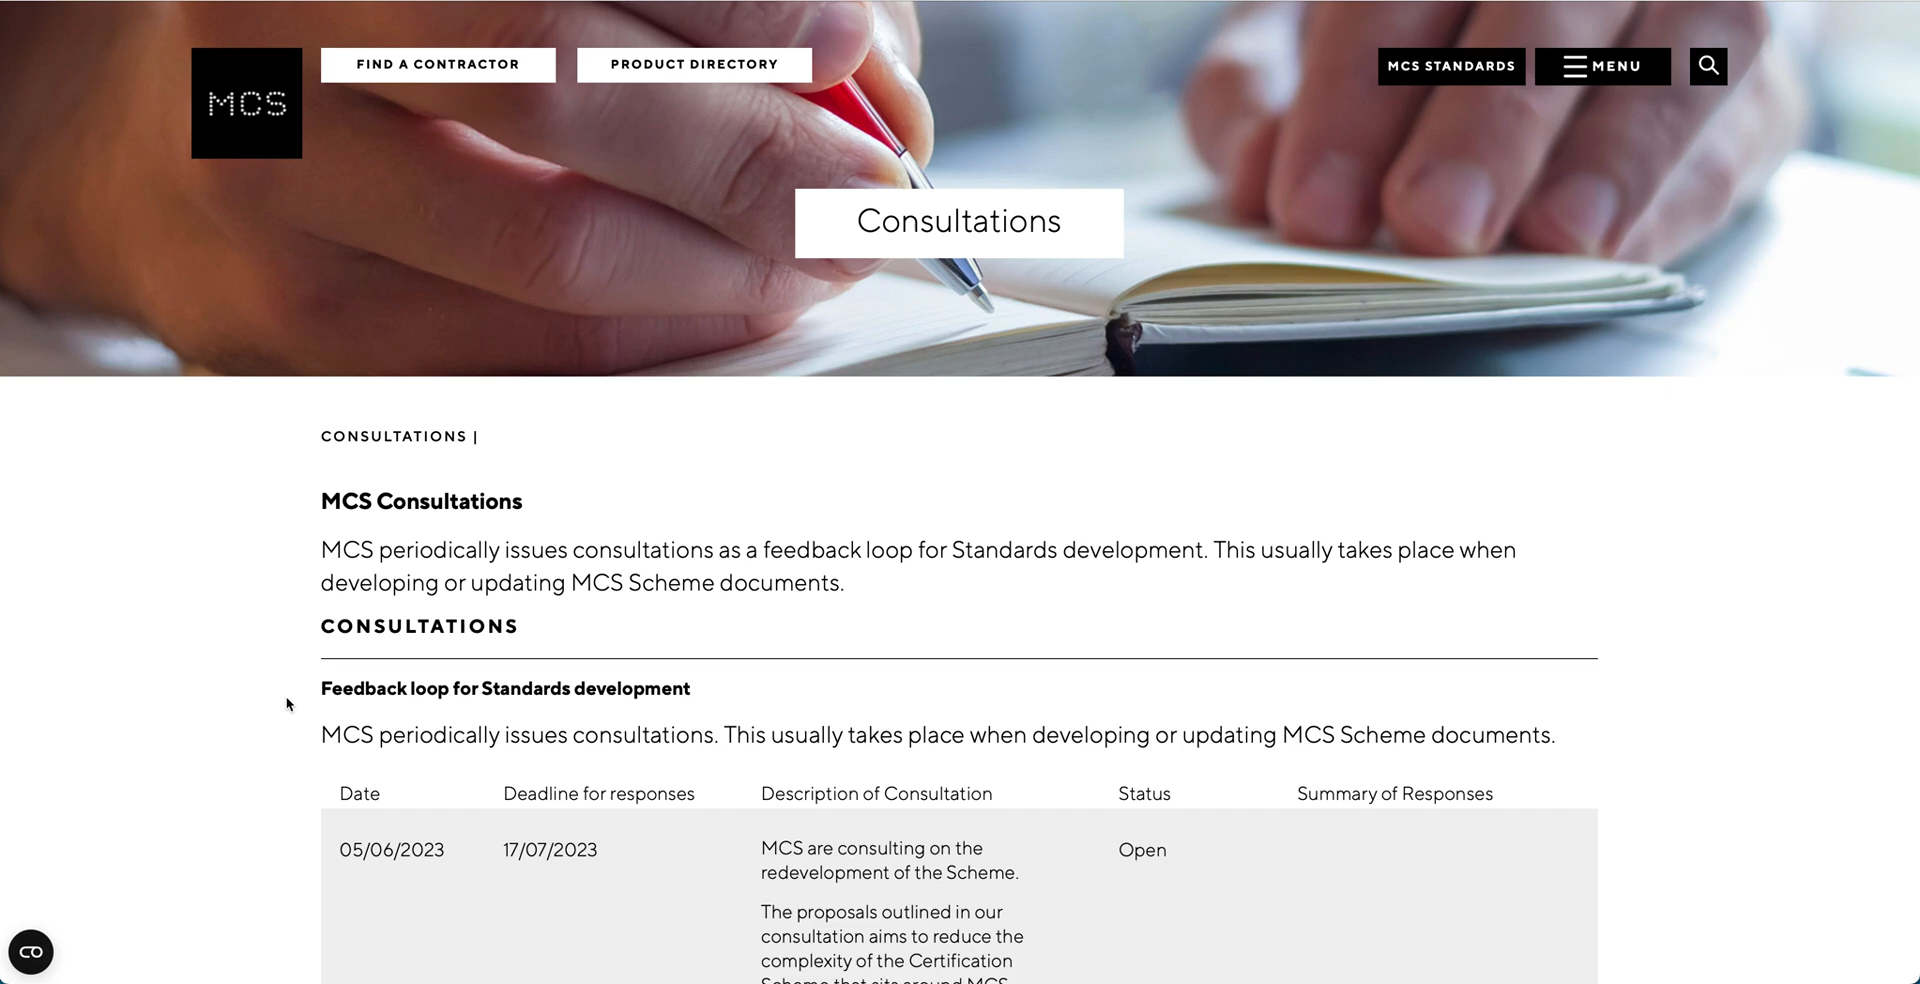 MCS
FIND A CONTRACTOR
PRODUCT DIRECTORY
MCS STANDARDS
MENU
Consultations
CONSULTATIONS |
MCS Consultations
MCS periodically issues consultations as a feedback loop for Standards development. This usually takes place when
developing or updating MCS Scheme documents.
CONSULTATIONS
Feedback loop for Standards development
MCS periodically issues consultations. This usually takes place when developing or updating MCS Scheme documents.
Date Deadline for responses Description of Consultation Status Summary of Responses
05/06/2023 17/07/2023 MCS are consulting on the Open
redevelopment of the Scheme.
The proposals outlined in our
consultation aims to reduce the
complexity of the Certification
Scheme that sits around MCS